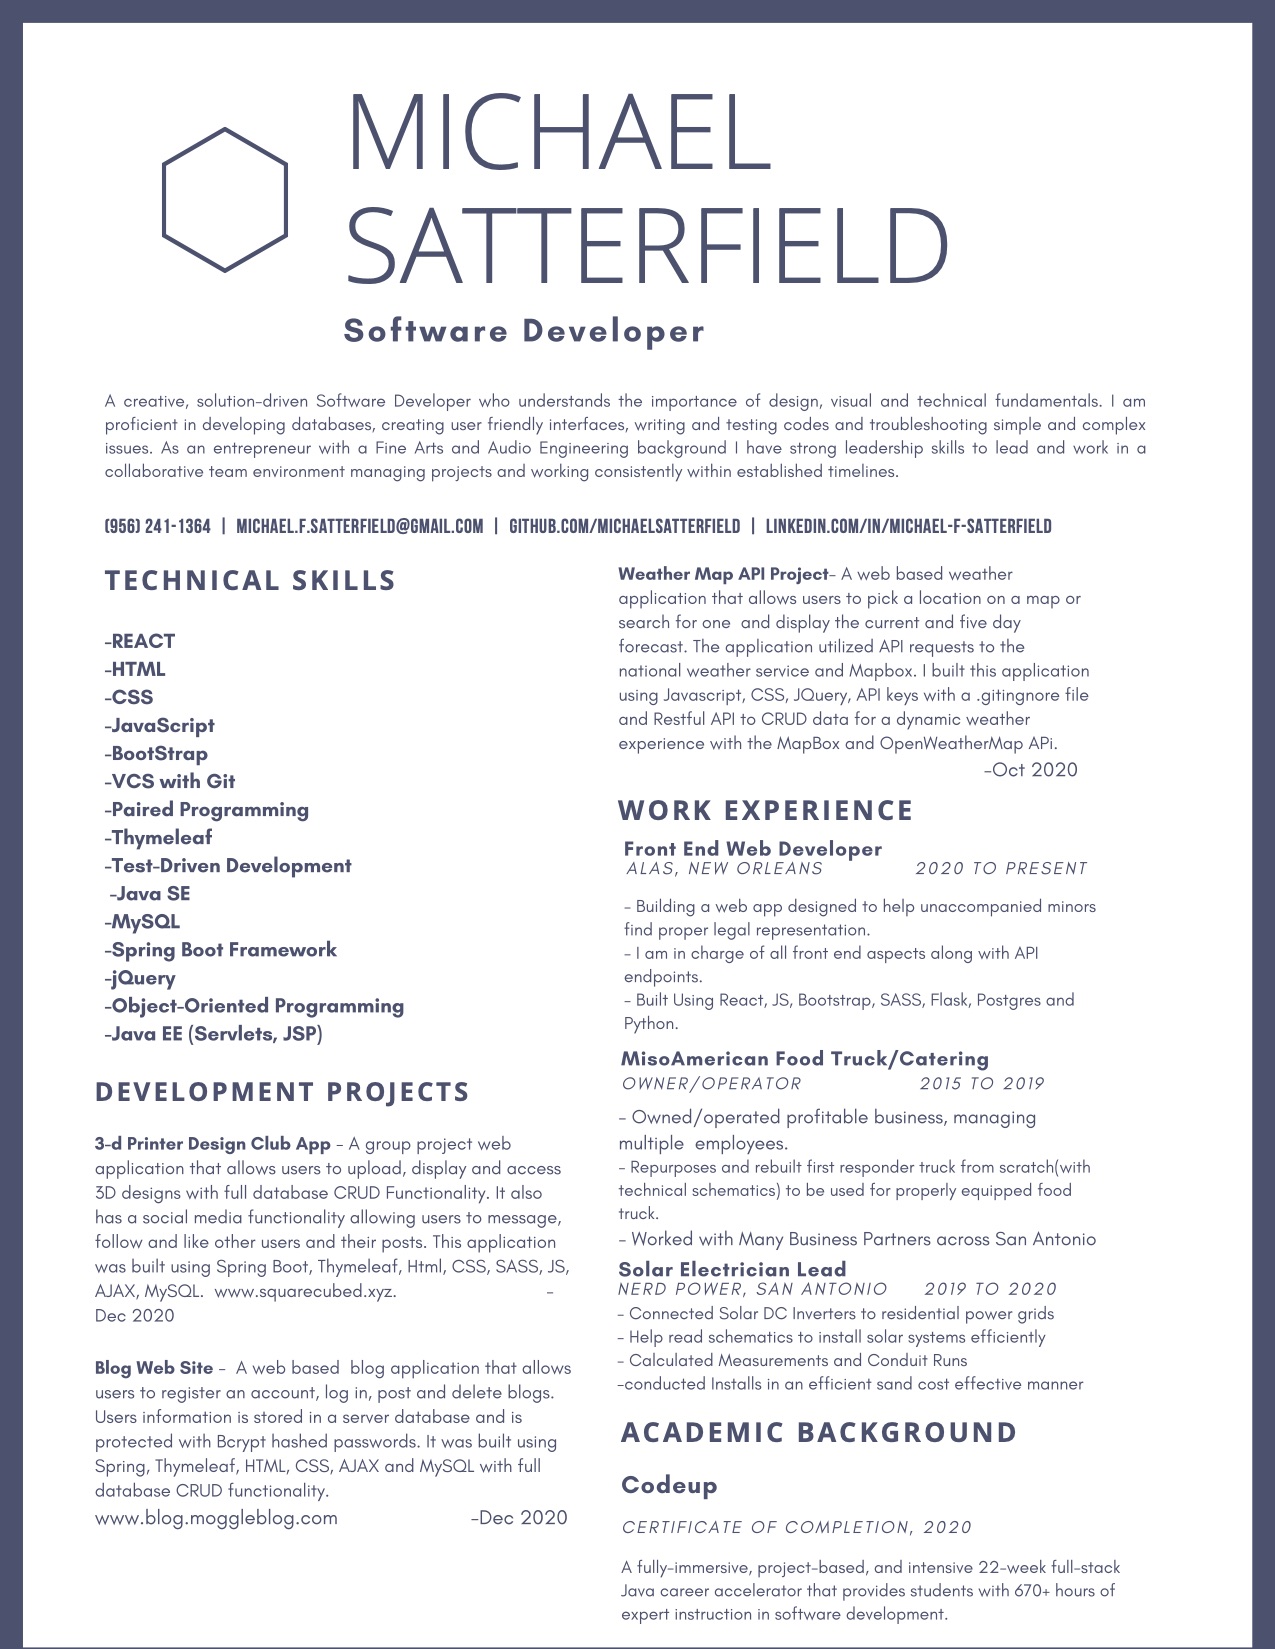 MICHAEL
SATTERFIELD
Software Developer
A creative, solution-driven Software Developer who understands the importance of design, visual and technical fundamentals. I am
proficient in developing databases, creating user friendly interfaces, writing and testing codes and troubleshooting simple and complex
issues. As an entrepreneur with a Fine Arts and Audio Engineering background I have strong leadership skills to lead and work in a
collaborative team environment managing projects and working consistently within established timelines.
(956) 241-1364 | MICHAEL.F.SATTERFIELD@GMAIL.COM | GITHUB.COM/MICHAELSATTERFIELD | LINKEDIN.COM/IN/MICHAEL-F-SATTERFIELD
TECHNICAL SKILLS
-REACT
-HTML
-CSS
-JavaScript
-BootStrap
-VCS with Git
-Paired Programming
-Thymeleaf
-Test-Driven Development
-Java SE
-MySQL
-Spring Boot Framework
-jQuery
-Object-Oriented Programming
-Java EE (Servlets, JSP)
DEVELOPMENT PROJECTS
3-d Printer Design Club App - A group project web
application that allows users to upload, display and access
3D designs with full database CRUD Functionality. It also
has a social media functionality allowing users to message,
follow and like other users and their posts. This application
was built using Spring Boot, Thymeleaf, Html, CSS, SASS, JS,
AJAX, MySQL. www.squarecubed.xyz. -
Dec 2020
Blog Web Site - A web based blog application that allows
users to register an account, log in, post and delete blogs.
Users information is stored in a server database and is
protected with Bcrypt hashed passwords. It was built using
Spring, Thymeleaf, HTML, CSS, AJAX and MySQL with full
database CRUD functionality.
www.blog.moggleblog.com -Dec 2020
Weather Map API Project- A web based weather
application that allows users to pick a location on a map or
search for one and display the current and five day
forecast. The application utilized API requests to the
national weather service and Mapbox. I built this application
using Javascript, CSS, JQuery, API keys with a .gitingnore file
and Restful API to CRUD data for a dynamic weather
experience with the MapBox and OpenWeatherMap APi.
-Oct 2020
WORK EXPERIENCE
Front End Web Developer
ALAS, NEW ORLEANS 2020 TO PRESENT
- Building a web app designed to help unaccompanied minors
find proper legal representation.
- I am in charge of all front end aspects along with API
endpoints.
- Built Using React, JS, Bootstrap, SASS, Flask, Postgres and
Python.
MisoAmerican Food Truck/Catering
OWNER/OPERATOR 2015 TO 2019
- Owned/operated profitable business, managing
multiple employees.
- Repurposes and rebuilt first responder truck from scratch(with
technical schematics) to be used for properly equipped food
truck.
- Worked with Many Business Partners across San Antonio
Solar Electrician Lead
NERD POWER, SAN ANTONIO 2019 TO 2020
- Connected Solar DC Inverters to residential power grids
- Help read schematics to install solar systems efficiently
- Calculated Measurements and Conduit Runs
-conducted Installs in an efficient sand cost effective manner
ACADEMIC BACKGROUND
Codeup
CERTIFICATE OF COMPLETION, 2020
A fully-immersive, project-based, and intensive 22-week full-stack
Java career accelerator that provides students with 670+ hours of
expert instruction in software development.